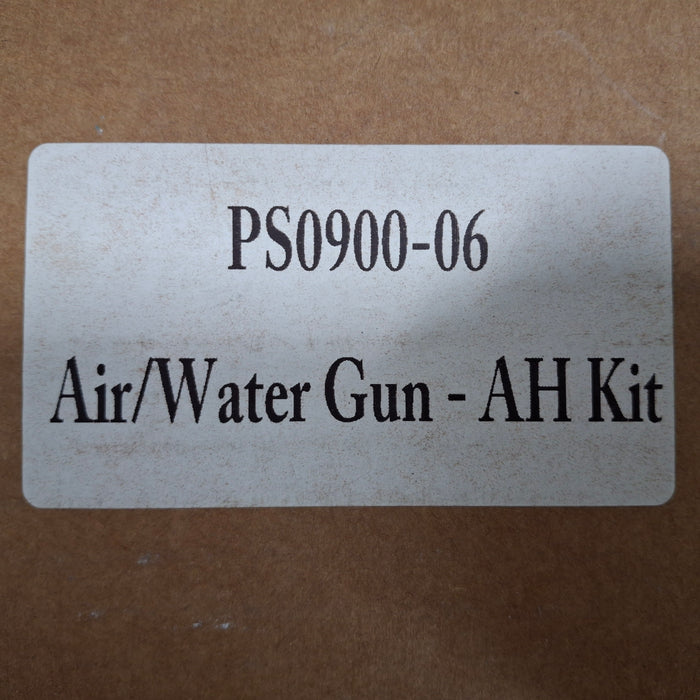 PS0900-06
Air/Water Gun - AH Kit